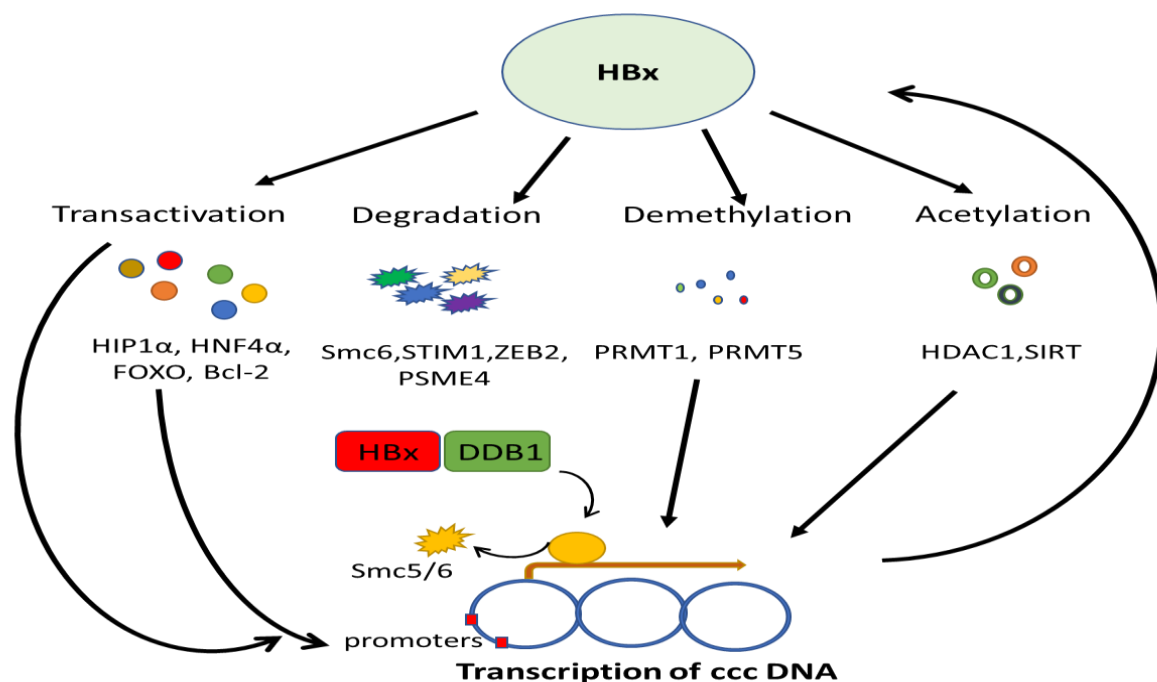 HBx
Transactivation
Degradation
Demethylation
Acetylation
HIP1α, HNF4α,
FOXO, Bcl-2
Smc6,STIM1,ZEB2,
PSME4
PRMT1, PRMT5
HDAC1,SIRT
HBx
DDB1
Smc5/6
promoters
Transcription of ccc DNA